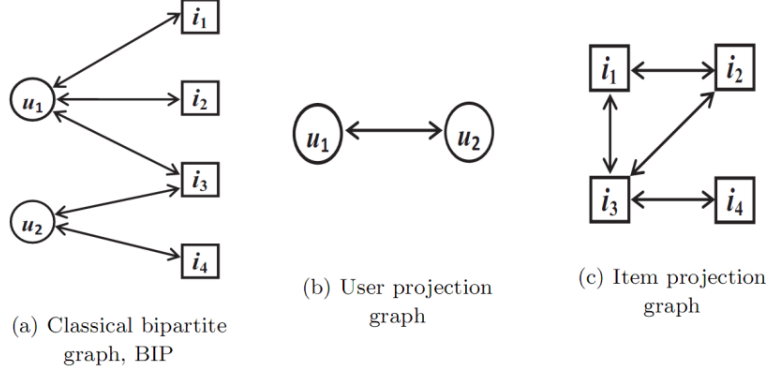 i1
i2
u1
i3
u2
i4
(a) Classical bipartite
graph, BIP
u1 u2
(b) User projection
graph
i1 i2
i3 i4
(c) Item projection
graph